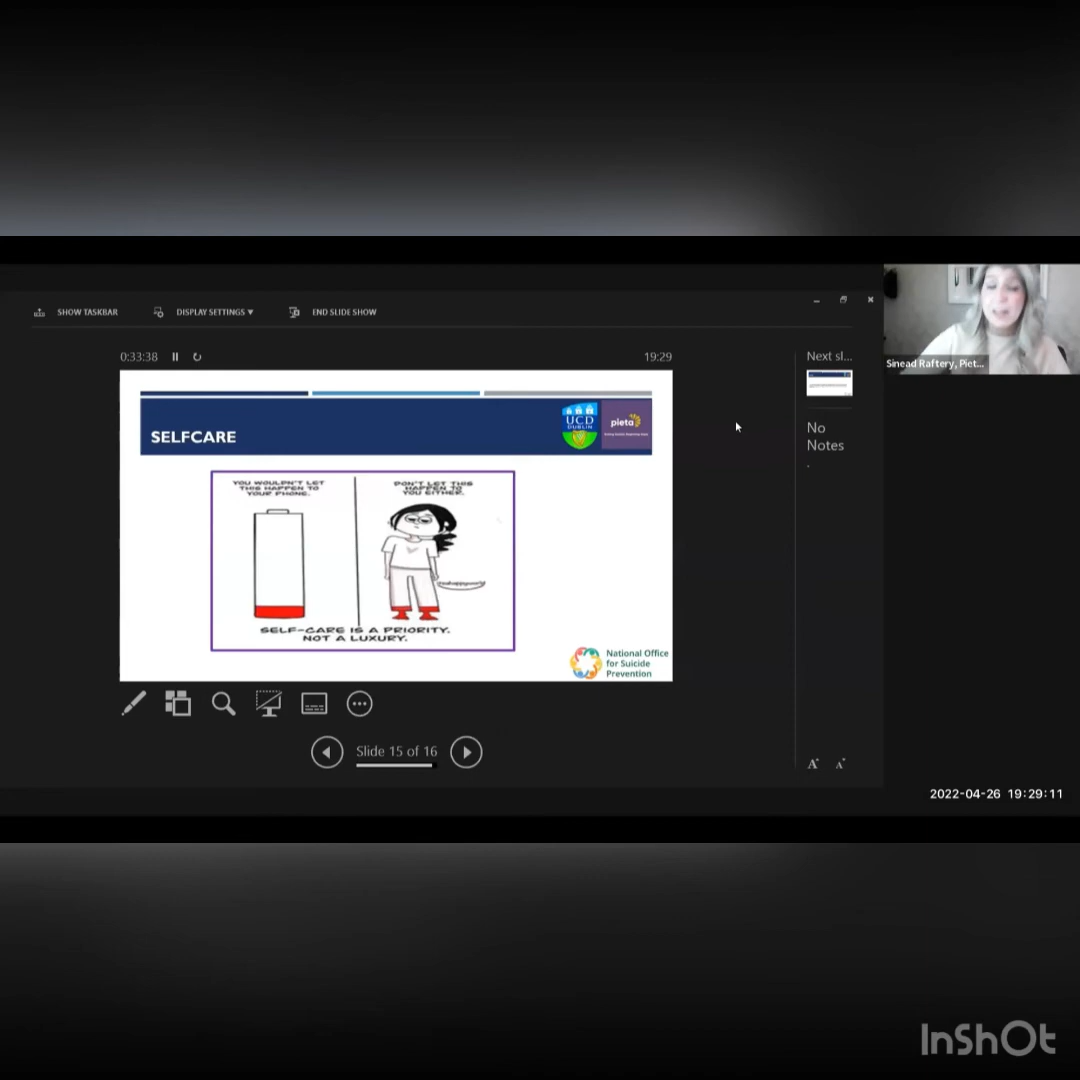 SHOW TASKBAR
DISPLAY SETTINGS ▾
END SLIDE SHOW
Sinead Raftery, Piet...
0:33:38
19:29
Next sl...
SELFCARE
UCD
DUBLIN
pieta
No
Notes
.
YOU WOULDN'T LET
THIS HAPPEN TO
YOUR PHONE.
DON'T LET THIS
HAPPEN TO
YOU EITHER.
SELF-CARE IS A PRIORITY.
NOT A LUXURY.
National Office
for Suicide
Prevention
Slide 15 of 16
A A
2022-04-26 19:29:11
InShOt